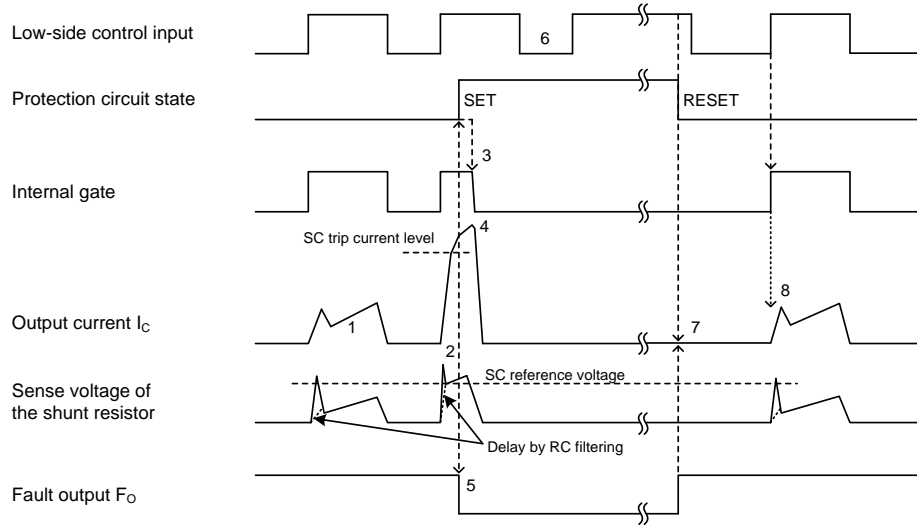 Low-side control input
6
Protection circuit state
SET
RESET
3
Internal gate
SC trip current level
4
Output current IC
1
7
8
2
SC reference voltage
Sense voltage of
the shunt resistor
Delay by RC filtering
5
Fault output FO